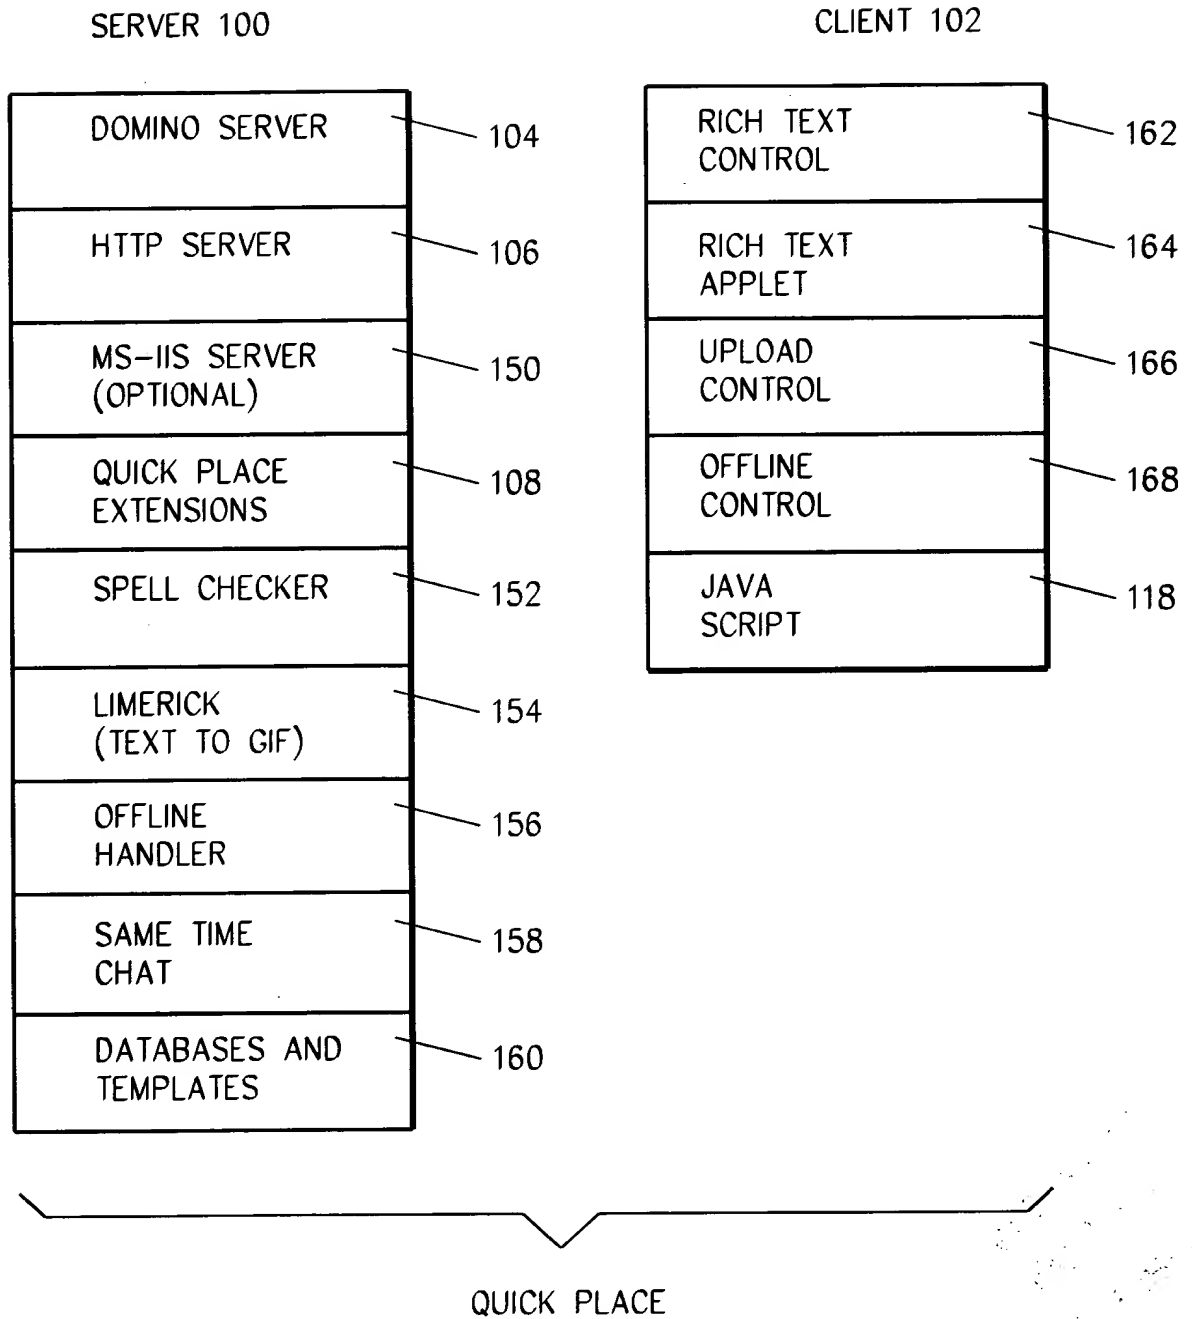 SERVER 100
DOMINO SERVER
104
HTTP SERVER
106
MS-IIS SERVER
(OPTIONAL)
150
QUICK PLACE
EXTENSIONS
108
SPELL CHECKER
152
LIMERICK
(TEXT TO GIF)
154
OFFLINE
HANDLER
156
SAME TIME
CHAT
158
DATABASES AND
TEMPLATES
160
CLIENT 102
RICH TEXT
CONTROL
162
RICH TEXT
APPLET
164
UPLOAD
CONTROL
166
OFFLINE
CONTROL
168
JAVA
SCRIPT
118
QUICK PLACE